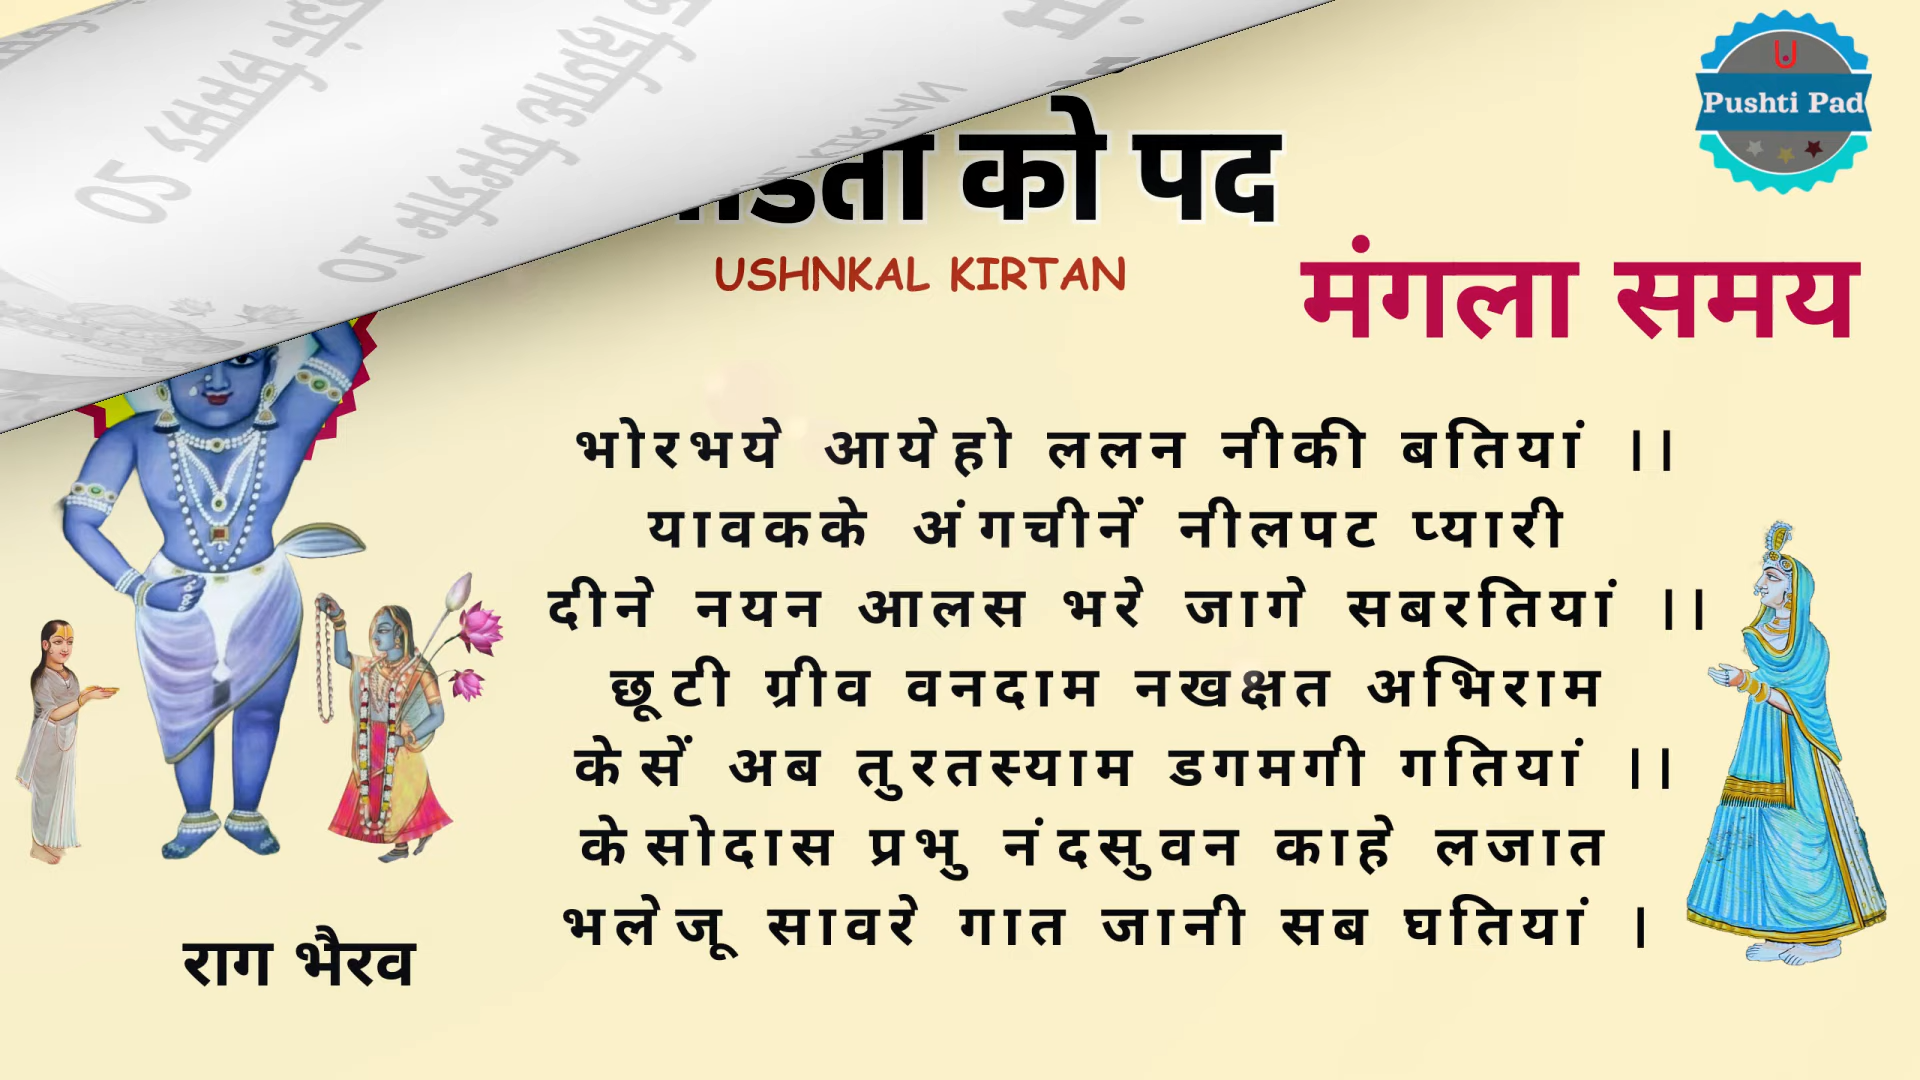 Pushti Pad
को पद
USHNKAL KIRTAN
मंगला समय
भोरभये आयेहो ललन नीकी बतियां ।।
यावकके अंगचीनें नीलपट प्यारी
दीने नयन आलस भरे जागे सबरतियां ।।
छूटी ग्रीव वनदाम नखक्षत अभिराम
केसें अब तुरतस्याम डगमगी गतियां ।।
केसोदास प्रभु नंदसुवन काहे लजात
भलेजू सावरे गात जानी सब घतियां ।
राग भैरव